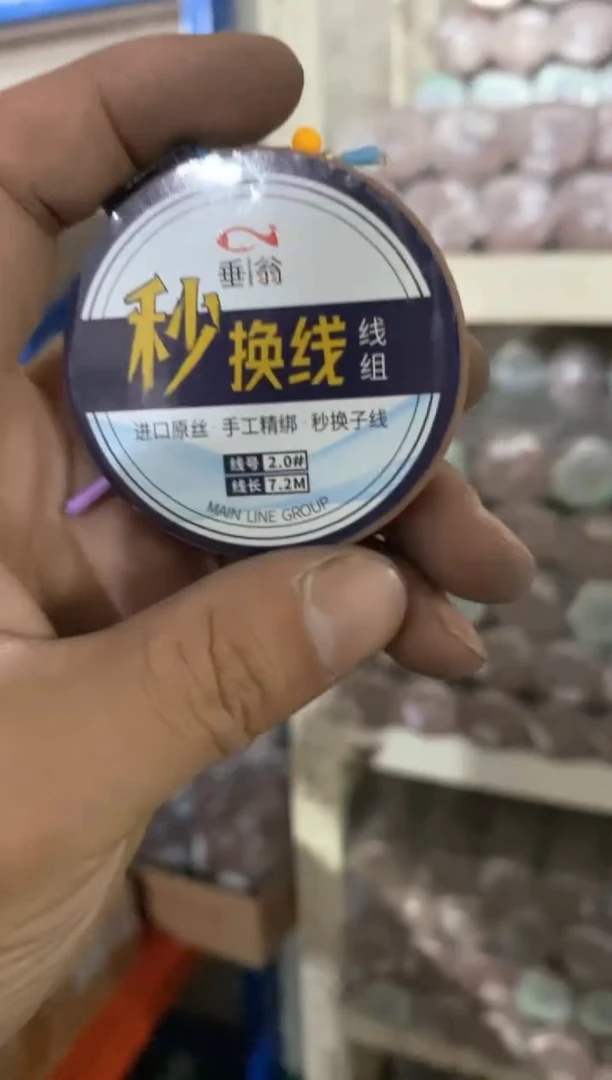 垂翁
秒换线线组
进口原丝 手工精绑 秒换子线
线号 2.0#
线长 7.2M
MAIN LINE GROUP